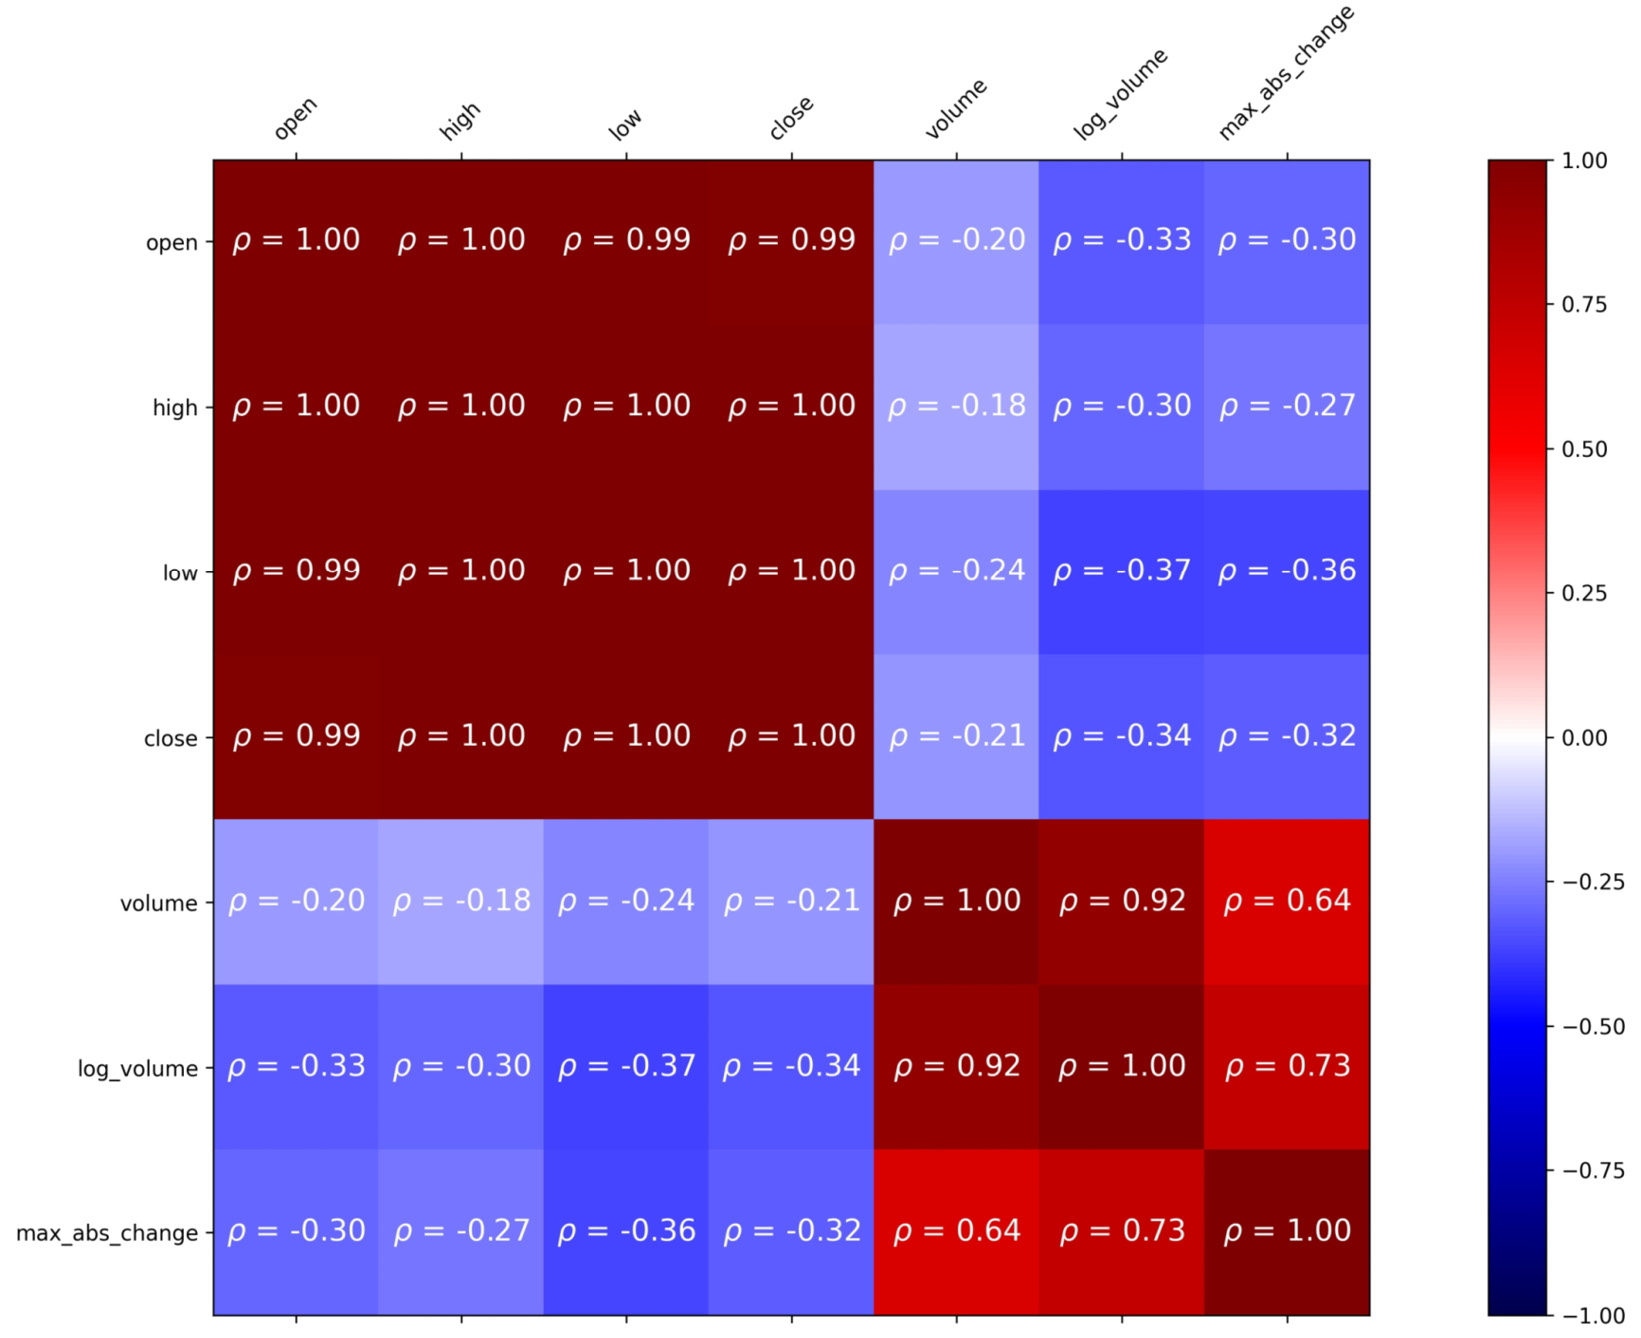 open high low close volume log_volume max_abs_change
open ρ = 1.00 ρ = 1.00 ρ = 0.99 ρ = 0.99 ρ = -0.20 ρ = -0.33 ρ = -0.30
high ρ = 1.00 ρ = 1.00 ρ = 1.00 ρ = 1.00 ρ = -0.18 ρ = -0.30 ρ = -0.27
low ρ = 0.99 ρ = 1.00 ρ = 1.00 ρ = 1.00 ρ = -0.24 ρ = -0.37 ρ = -0.36
close ρ = 0.99 ρ = 1.00 ρ = 1.00 ρ = 1.00 ρ = -0.21 ρ = -0.34 ρ = -0.32
volume ρ = -0.20 ρ = -0.18 ρ = -0.24 ρ = -0.21 ρ = 1.00 ρ = 0.92 ρ = 0.64
log_volume ρ = -0.33 ρ = -0.30 ρ = -0.37 ρ = -0.34 ρ = 0.92 ρ = 1.00 ρ = 0.73
max_abs_change ρ = -0.30 ρ = -0.27 ρ = -0.36 ρ = -0.32 ρ = 0.64 ρ = 0.73 ρ = 1.00
1.00
0.75
0.50
0.25
0.00
−0.25
−0.50
−0.75
−1.00